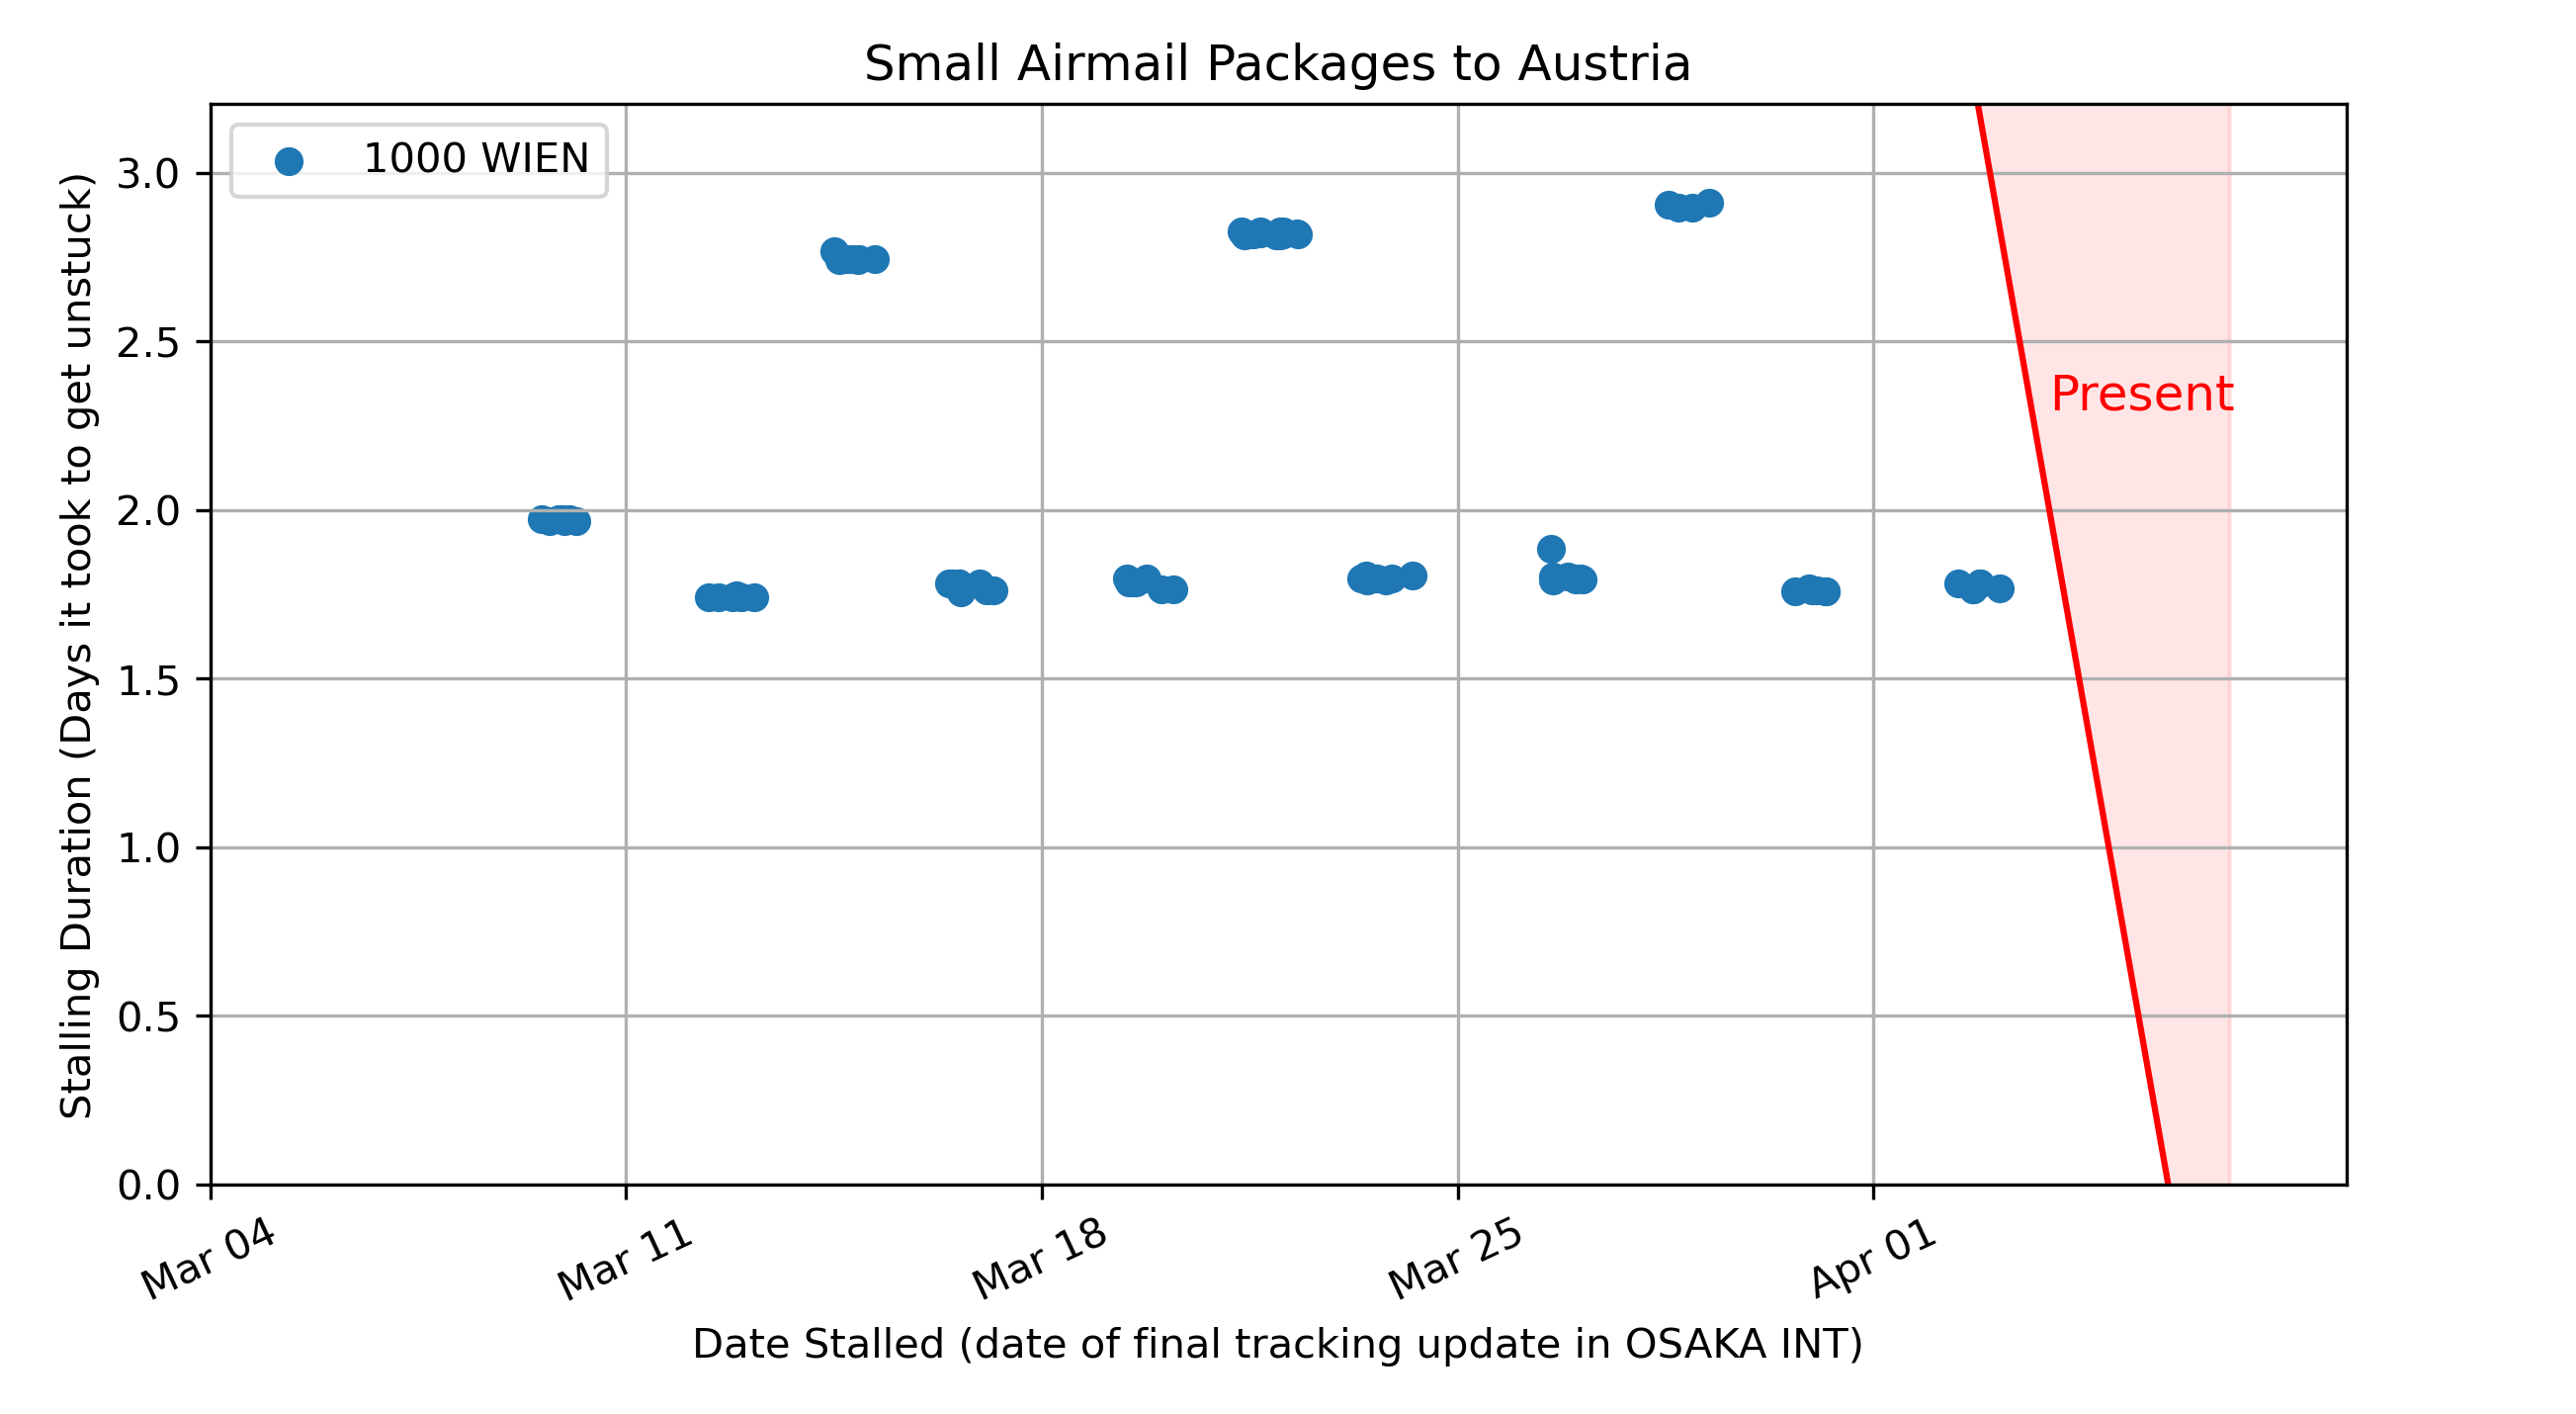 Small Airmail Packages to Austria
1000 WIEN
Stalling Duration (Days it took to get unstuck)
3.0
2.5
2.0
1.5
1.0
0.5
0.0
Present
Mar 04
Mar 11
Mar 18
Mar 25
Apr 01
Date Stalled (date of final tracking update in OSAKA INT)